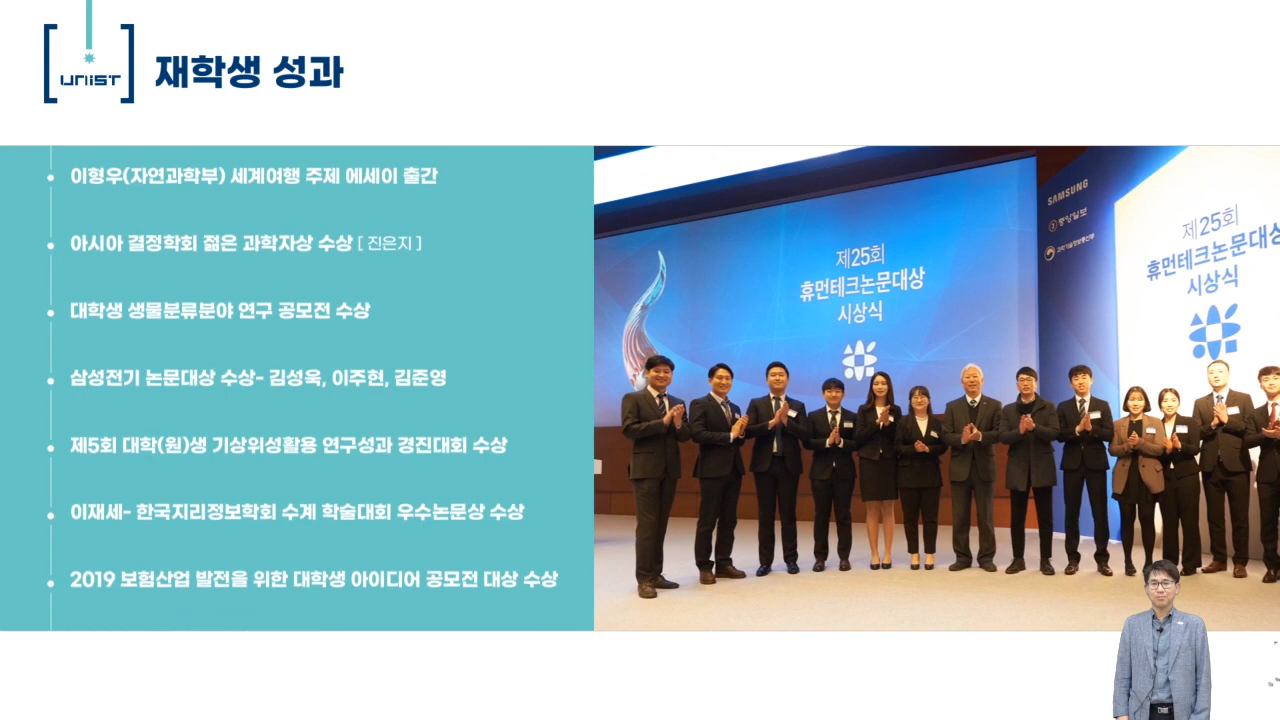 UNIST
재학생 성과
이형우(자연과학부) 세계여행 주제 에세이 출간
아시아 결정학회 젊은 과학자상 수상 [ 진은지 ]
대학생 생물분류분야 연구 공모전 수상
삼성전기 논문대상 수상- 김성욱, 이주현, 김준영
제5회 대학(원)생 기상위성활용 연구성과 경진대회 수상
이재세- 한국지리정보학회 수계 학술대회 우수논문상 수상
2019 보험산업 발전을 위한 대학생 아이디어 공모전 대상 수상
제25회
휴먼테크논문대상
시상식
SAMSUNG
중앙일보
과학기술정보통신부
제25회
휴먼테크논문대상
시상식